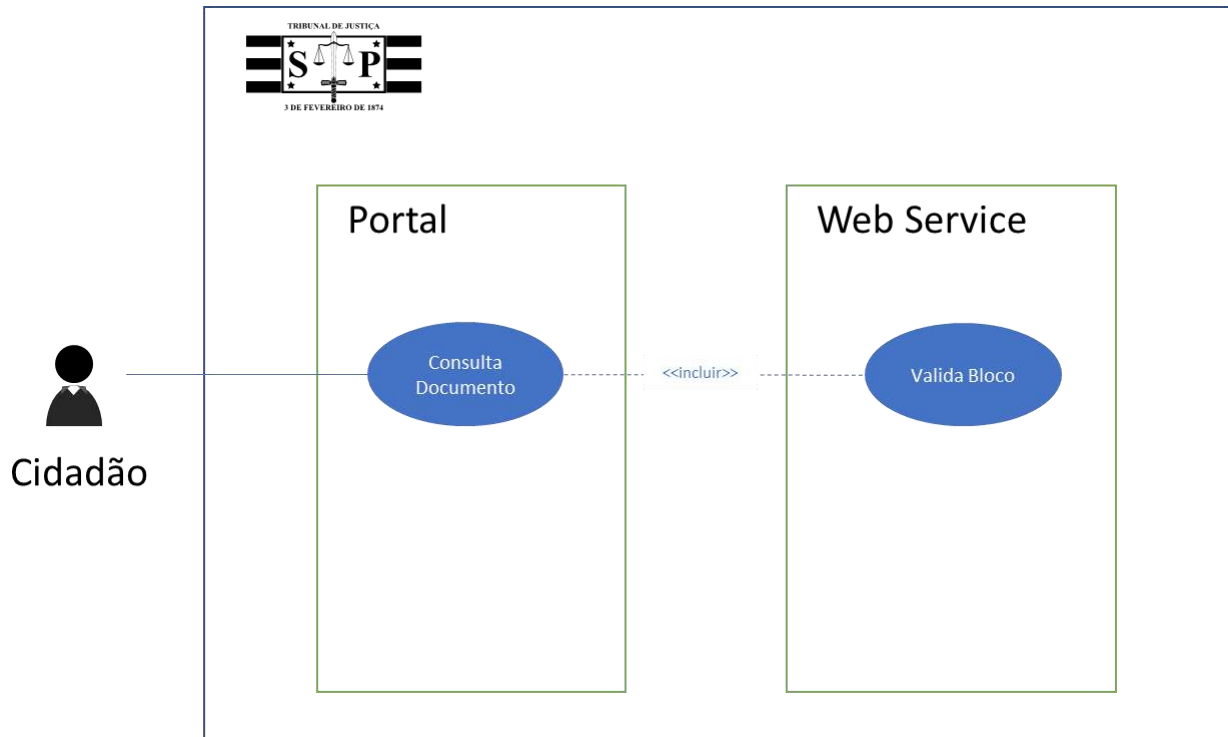 TRIBUNAL DE JUSTIÇA
S P
3 DE FEVEREIRO DE 1874
Portal
Web Service
Consulta
Documento
<<incluir>>
Valida Bloco
Cidadão